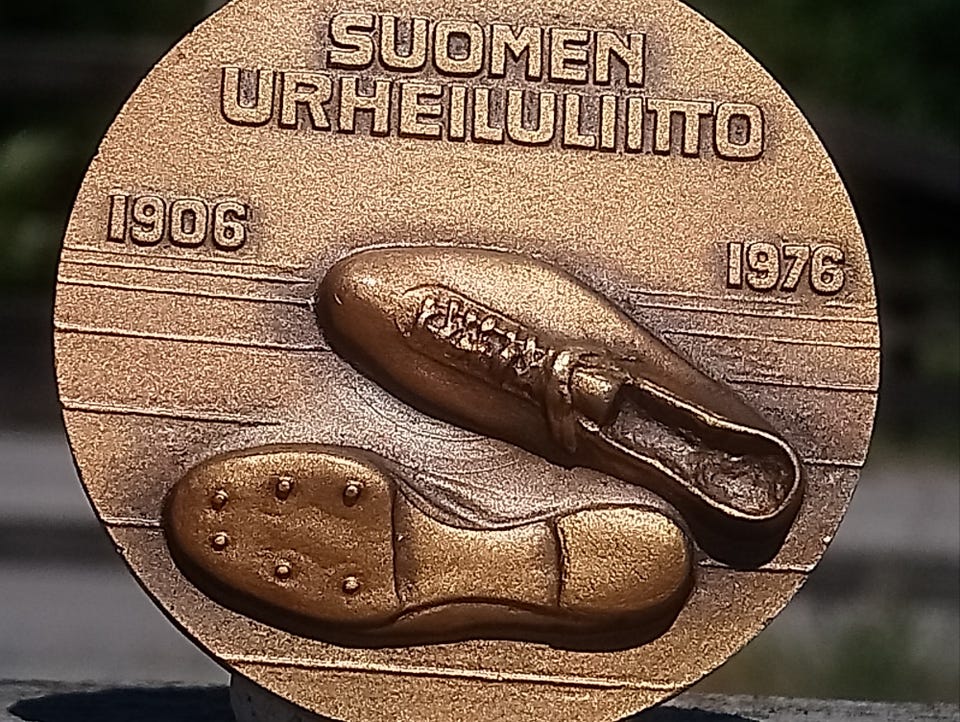 SUOMEN
URHEILULIITTO
1906
1976